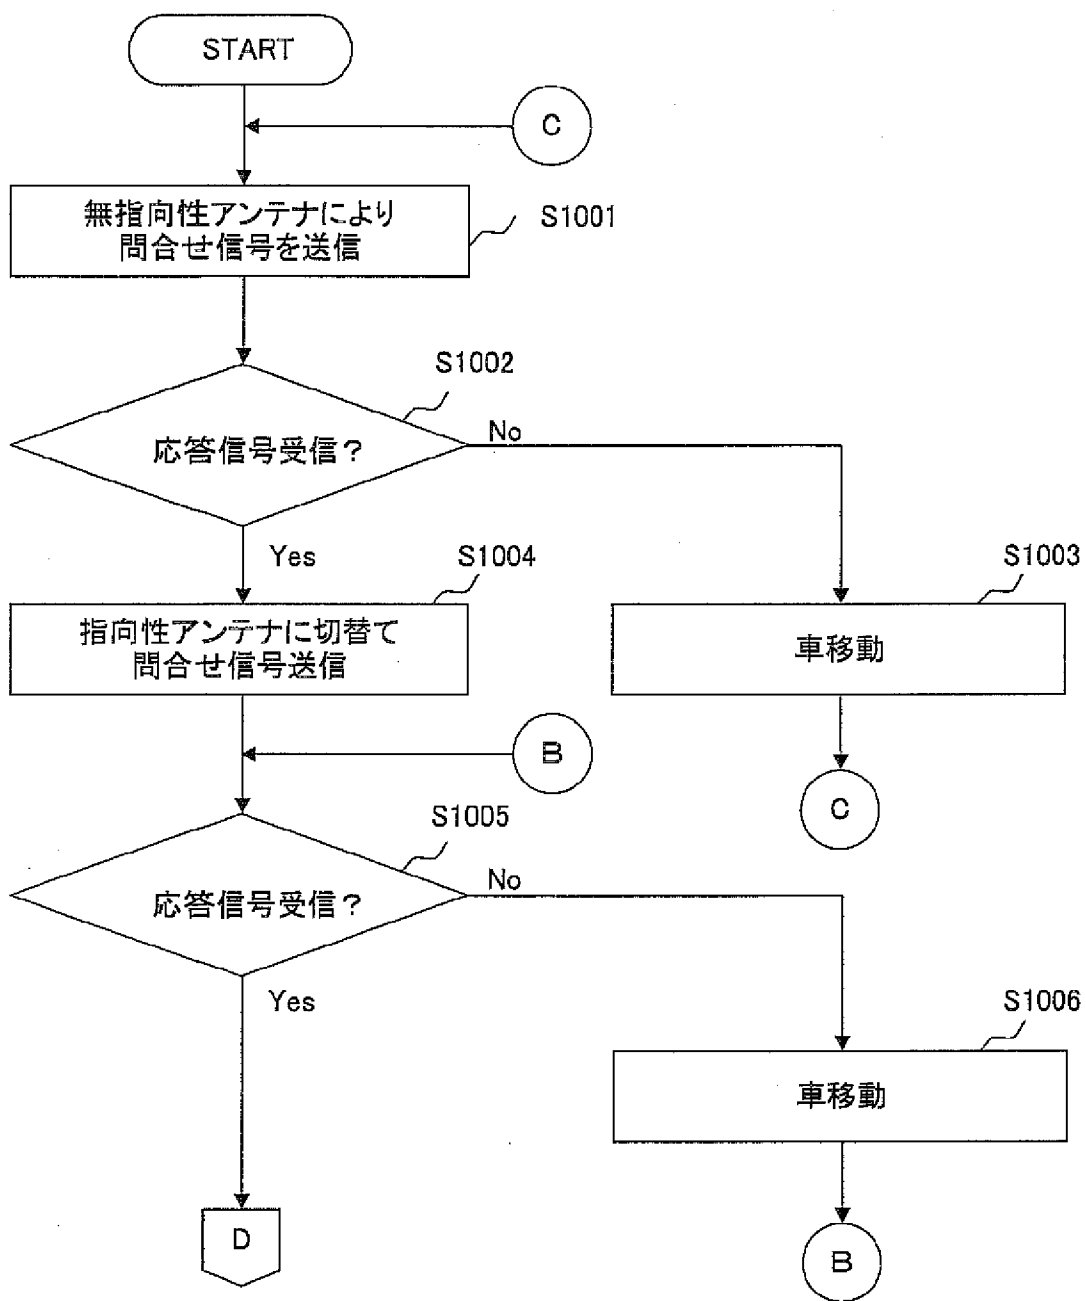 START
C
無指向性アンテナにより
問合せ信号を送信
S1001
S1002
応答信号受信?
No
Yes
S1004
S1003
指向性アンテナに切替て
問合せ信号送信
車移動
B
C
S1005
応答信号受信?
No
Yes
S1006
車移動
D
B